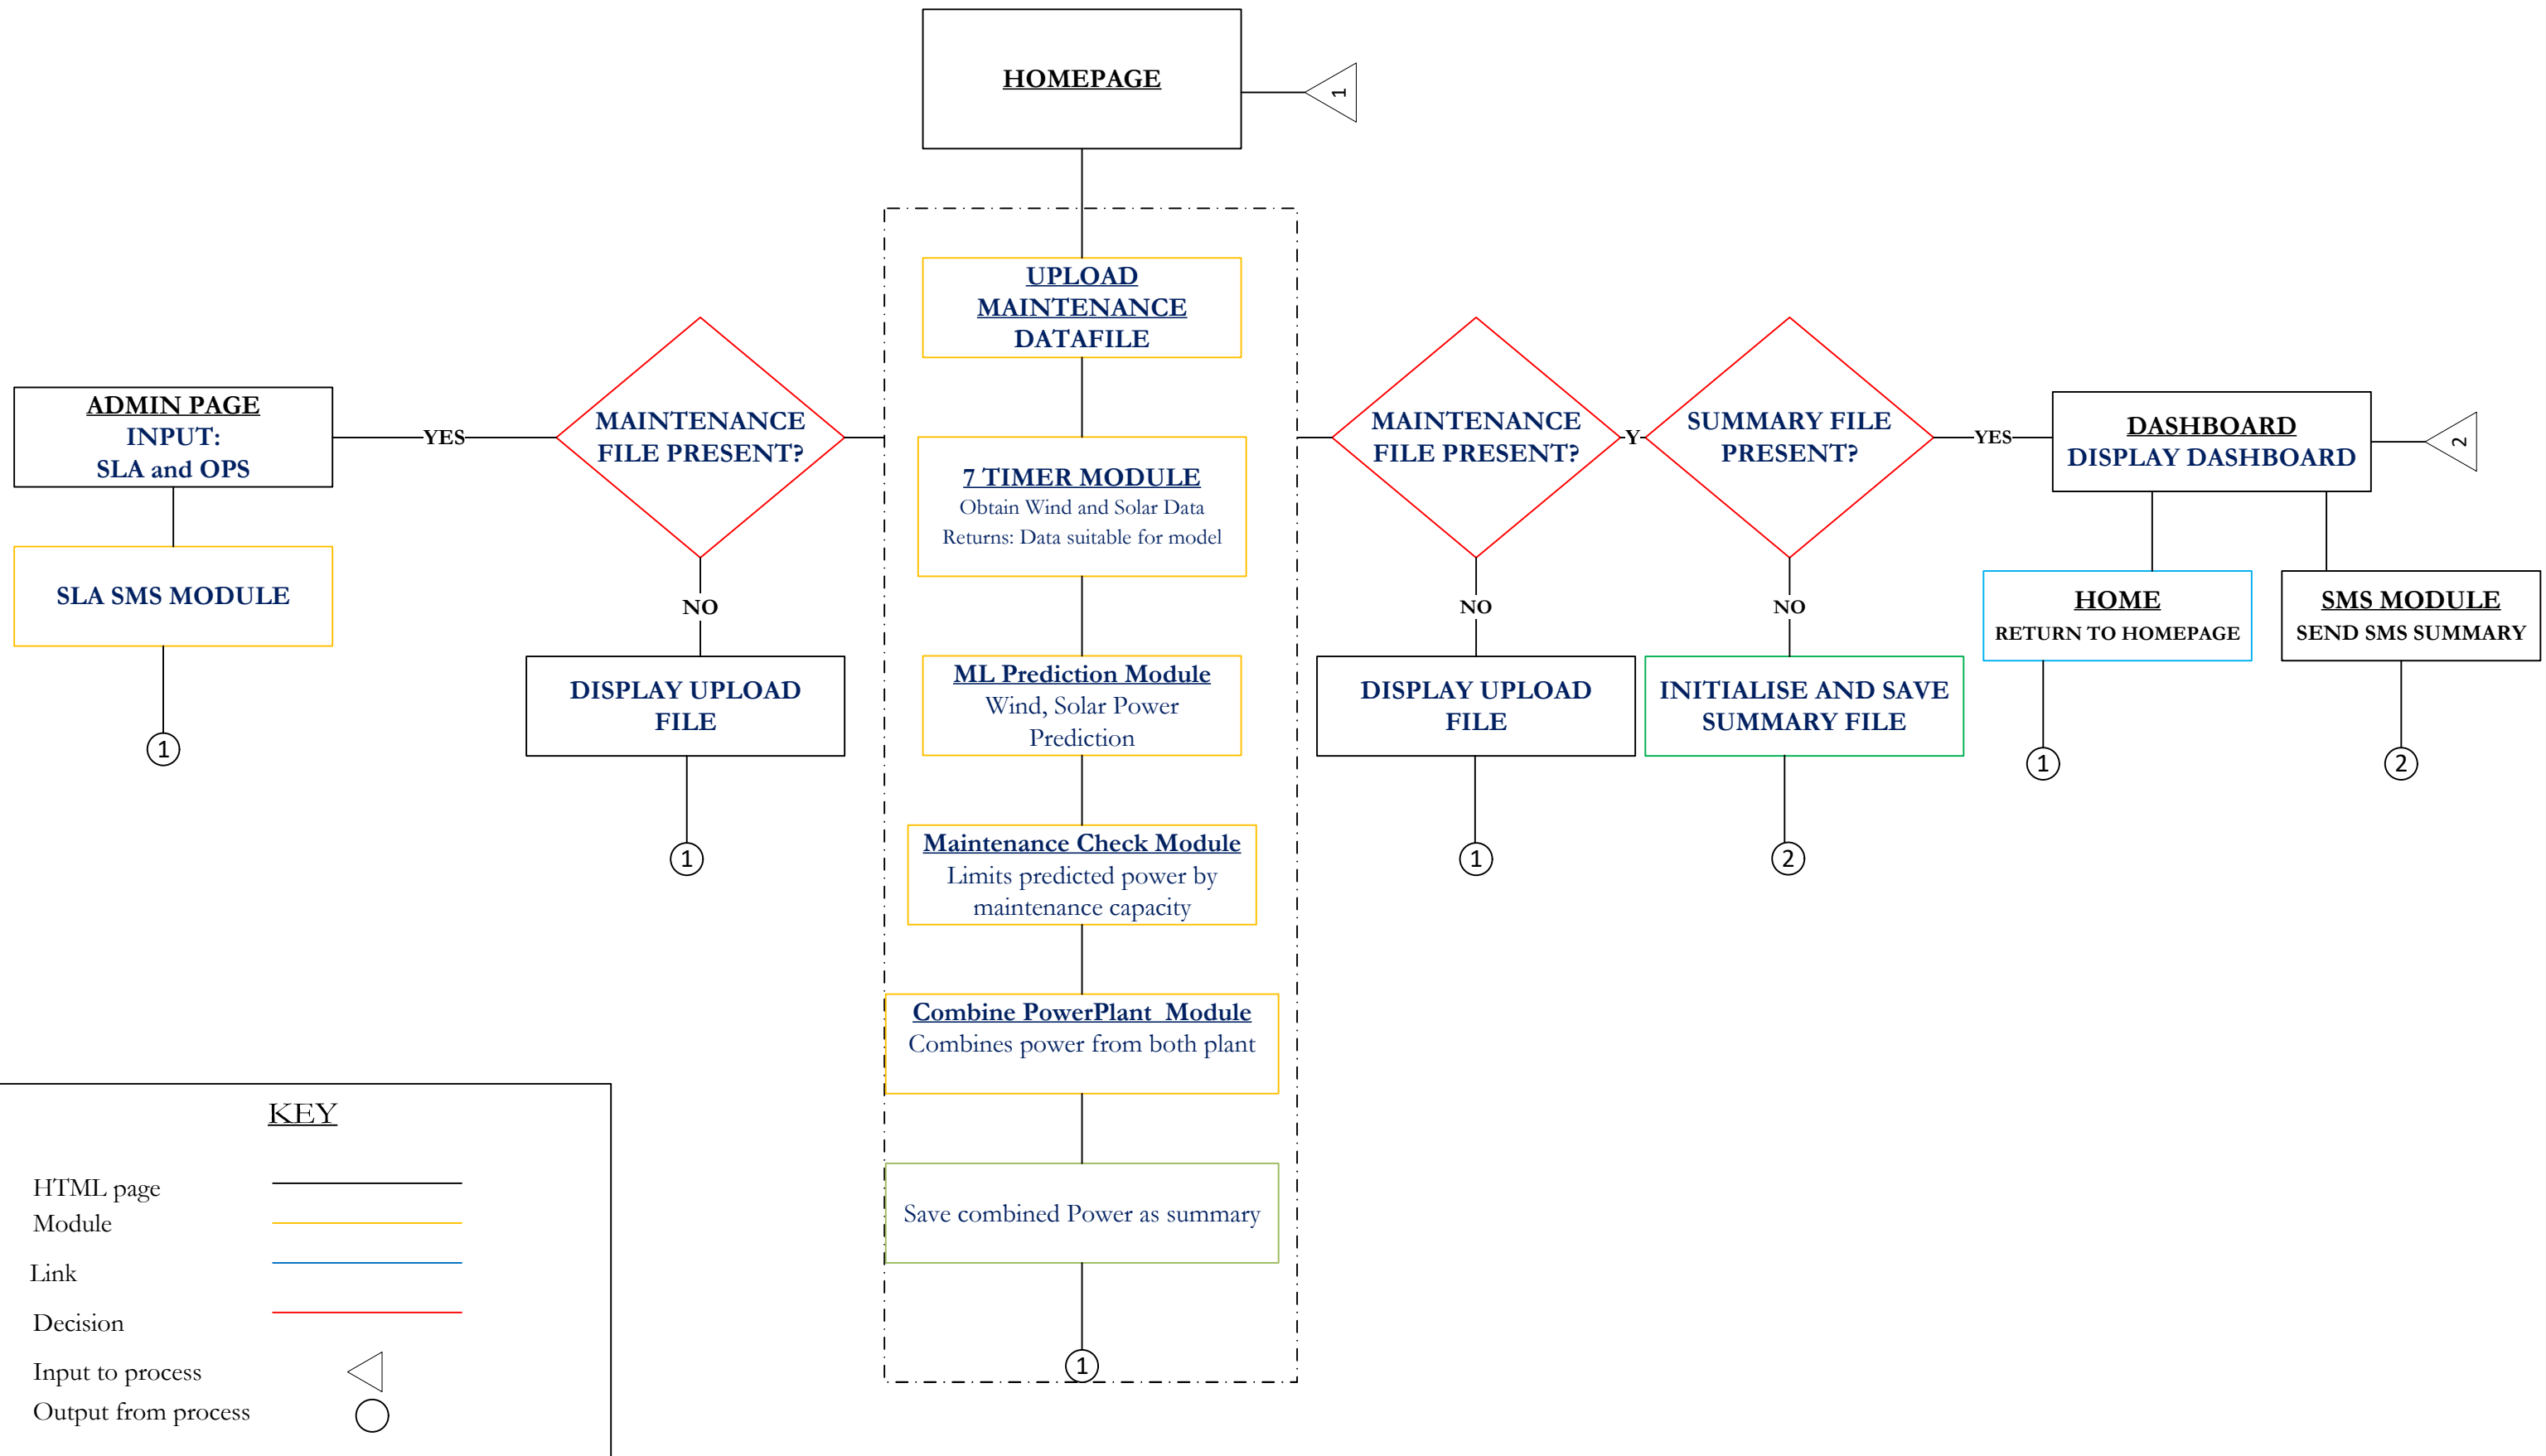 HOMEPAGE
1
UPLOAD
MAINTENANCE
DATAFILE
ADMIN PAGE
INPUT:
SLA and OPS
YES
MAINTENANCE
FILE PRESENT?
NO
DISPLAY UPLOAD
FILE
1
SLA SMS MODULE
1
7 TIMER MODULE
Obtain Wind and Solar Data
Returns: Data suitable for model
ML Prediction Module
Wind, Solar Power
Prediction
Maintenance Check Module
Limits predicted power by
maintenance capacity
Combine PowerPlant  Module
Combines power from both plant
Save combined Power as summary
1
MAINTENANCE
FILE PRESENT?
Y
NO
DISPLAY UPLOAD
FILE
1
SUMMARY FILE
PRESENT?
YES
NO
INITIALISE AND SAVE
SUMMARY FILE
2
DASHBOARD
DISPLAY DASHBOARD
2
HOME
RETURN TO HOMEPAGE
1
SMS MODULE
SEND SMS SUMMARY
2
KEY
HTML page
Module
Link
Decision
Input to process
Output from process